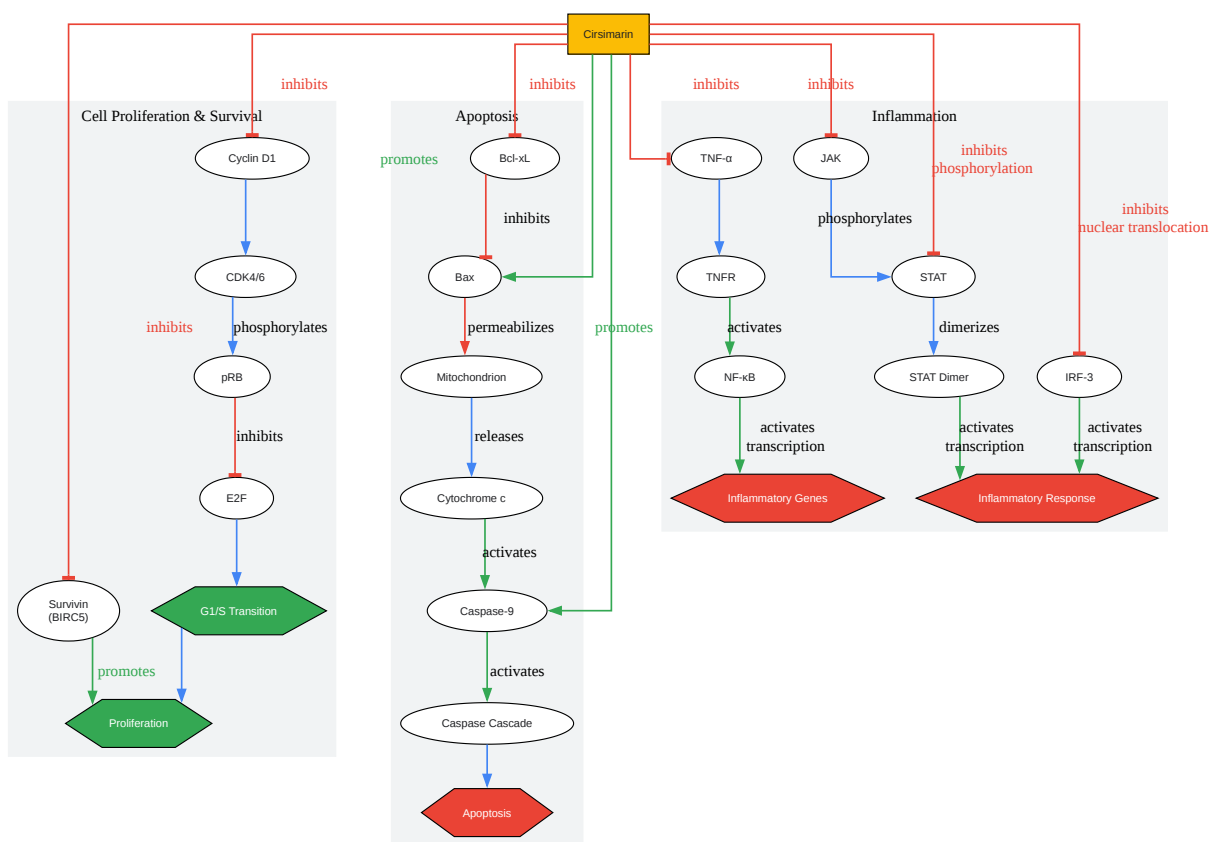 Cirsimarin
inhibits
inhibits
inhibits
inhibits
Cell Proliferation & Survival
Apoptosis
Inflammation
Cyclin D1
promotes
Bcl-xL
TNF-α
JAK
inhibits
phosphorylation
inhibits
phosphorylates
inhibits
nuclear translocation
CDK4/6
Bax
TNFR
STAT
inhibits
phosphorylates
permeabilizes
promotes
activates
dimerizes
pRB
Mitochondrion
NF-κB
STAT Dimer
IRF-3
inhibits
releases
activates
transcription
activates
transcription
activates
transcription
E2F
Cytochrome c
Inflammatory Genes
Inflammatory Response
activates
Survivin
(BIRC5)
G1/S Transition
Caspase-9
promotes
activates
Proliferation
Caspase Cascade
Apoptosis